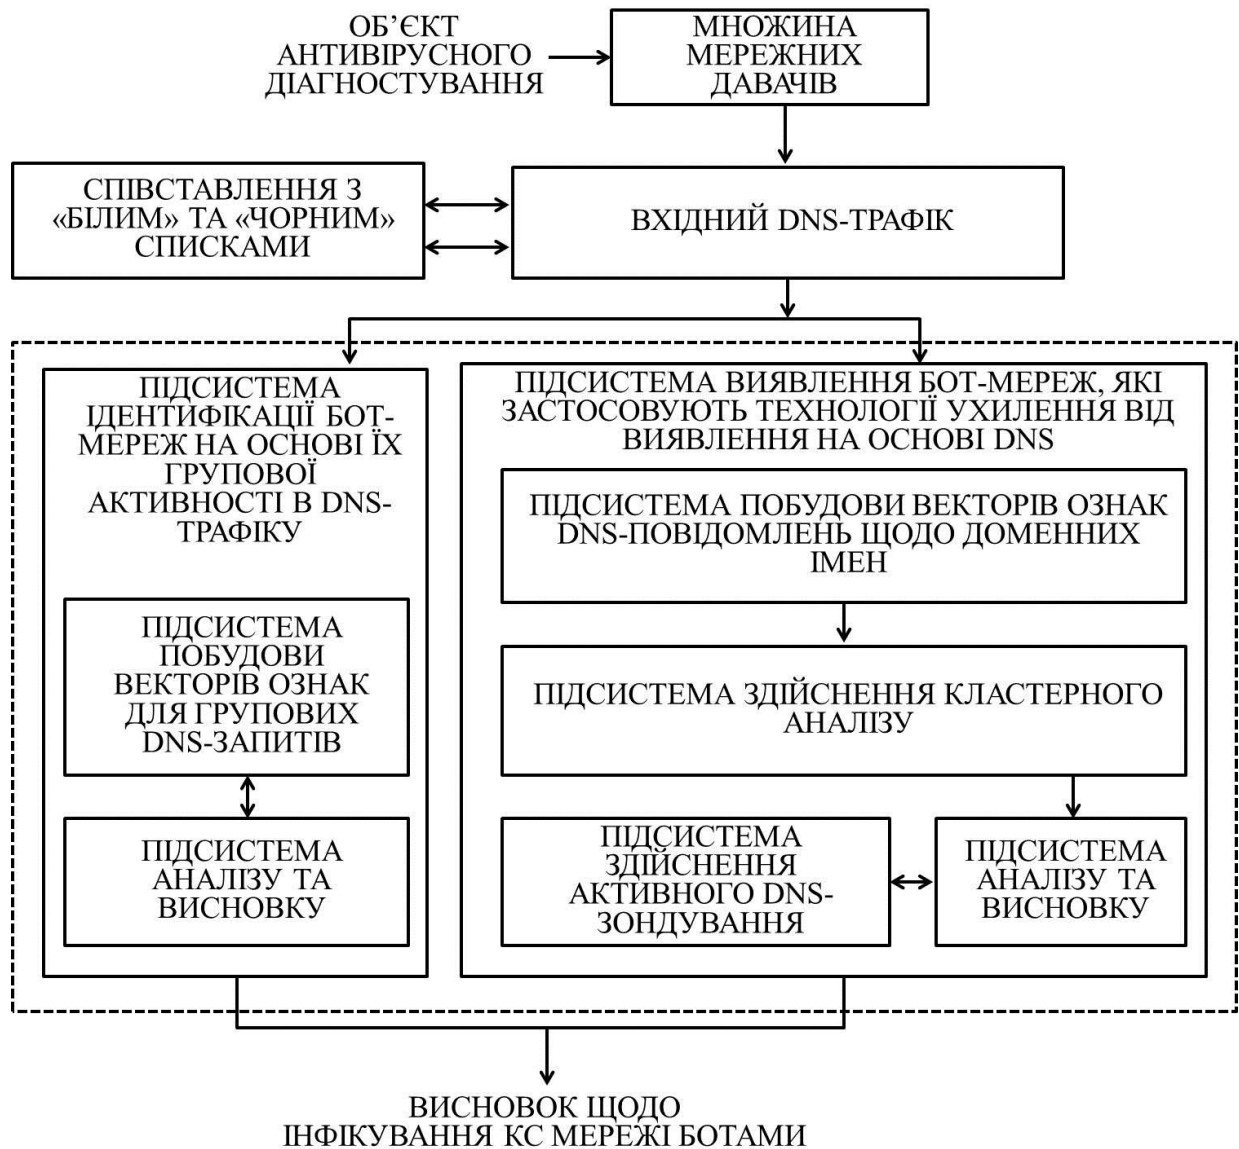 ОБ’ЄКТ
АНТИВІРУСНОГО
ДІАГНОСТУВАННЯ
МНОЖИНА
МЕРЕЖНИХ
ДАВАЧІВ
СПІВСТАВЛЕННЯ З
«БІЛИМ» ТА «ЧОРНИМ»
СПИСКАМИ
ВХІДНИЙ DNS-ТРАФІК
ПІДСИСТЕМА
ІДЕНТИФІКАЦІЇ БОТ-
МЕРЕЖ НА ОСНОВІ ЇХ
ГРУПОВОЇ
АКТИВНОСТІ В DNS-
ТРАФІКУ
ПІДСИСТЕМА
ПОБУДОВИ
ВЕКТОРІВ ОЗНАК
ДЛЯ ГРУПОВИХ
DNS-ЗАПИТІВ
ПІДСИСТЕМА
АНАЛІЗУ ТА
ВИСНОВКУ
ПІДСИСТЕМА ВИЯВЛЕННЯ БОТ-МЕРЕЖ, ЯКІ
ЗАСТОСОВУЮТЬ ТЕХНОЛОГІЇ УХИЛЕННЯ ВІД
ВИЯВЛЕННЯ НА ОСНОВІ DNS
ПІДСИСТЕМА ПОБУДОВИ ВЕКТОРІВ ОЗНАК
DNS-ПОВІДОМЛЕНЬ ЩОДО ДОМЕННИХ
ІМЕН
ПІДСИСТЕМА ЗДІЙСНЕННЯ КЛАСТЕРНОГО
АНАЛІЗУ
ПІДСИСТЕМА
ЗДІЙСНЕННЯ
АКТИВНОГО DNS-
ЗОНДУВАННЯ
ПІДСИСТЕМА
АНАЛІЗУ ТА
ВИСНОВКУ
ВИСНОВОК ЩОДО
ІНФІКУВАННЯ КС МЕРЕЖІ БОТАМИ